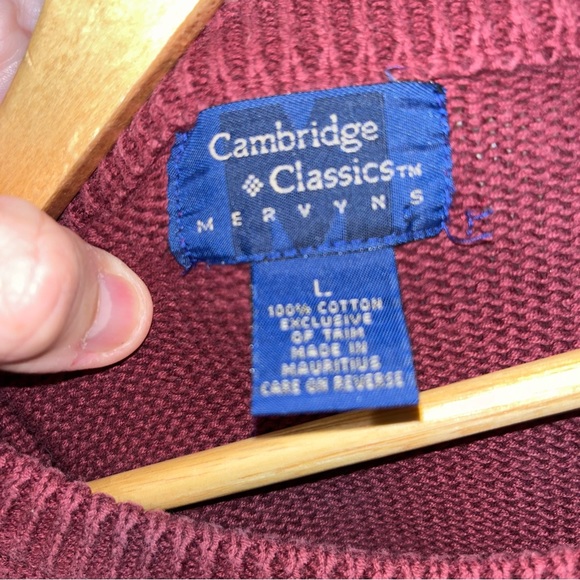 Cambridge
Classics™
MERVYNS
L
100% COTTON
EXCLUSIVE
OF TRIM
MADE IN
MAURITIUS
CARE ON REVERSE